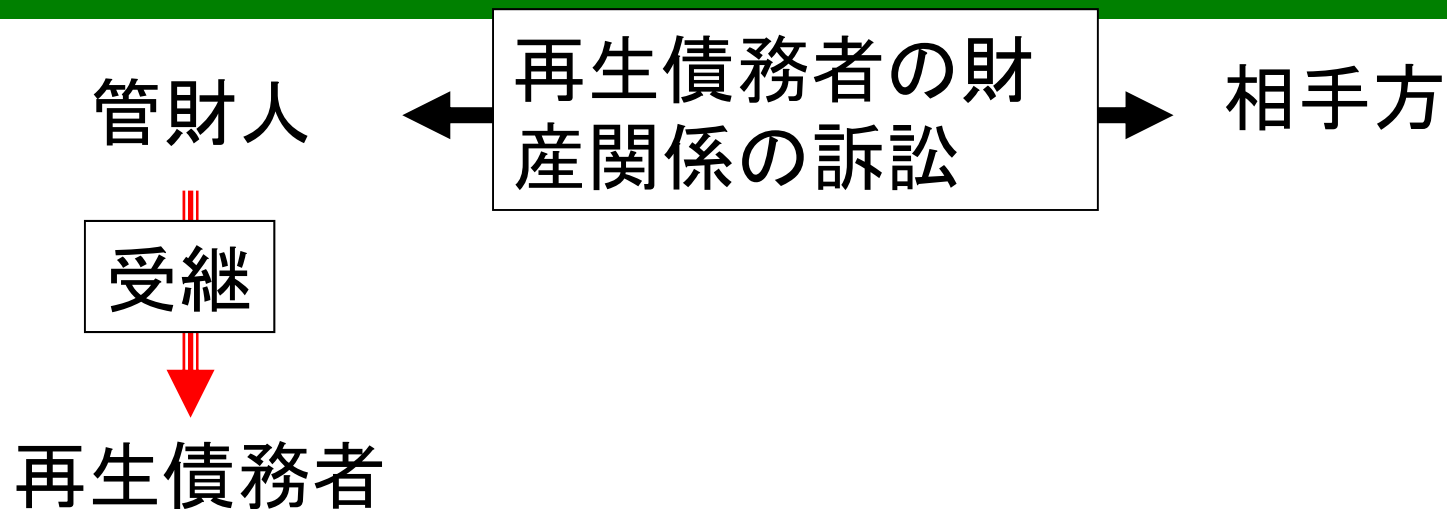 管財人
再生債務者の財
産関係の訴訟
相手方
受継
再生債務者